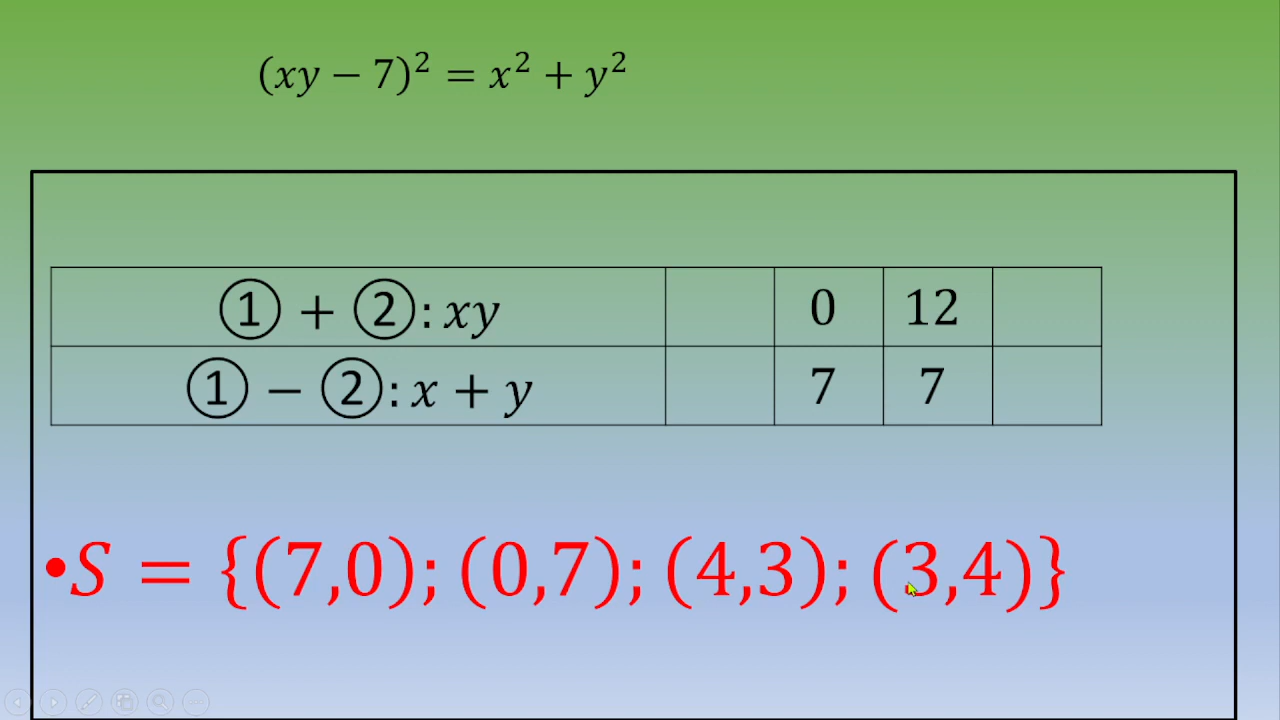 (xy − 7)² = x² + y²
① + ②: xy 0 12
① − ②: x + y 7 7
•S = {(7,0); (0,7); (4,3); (3,4)}